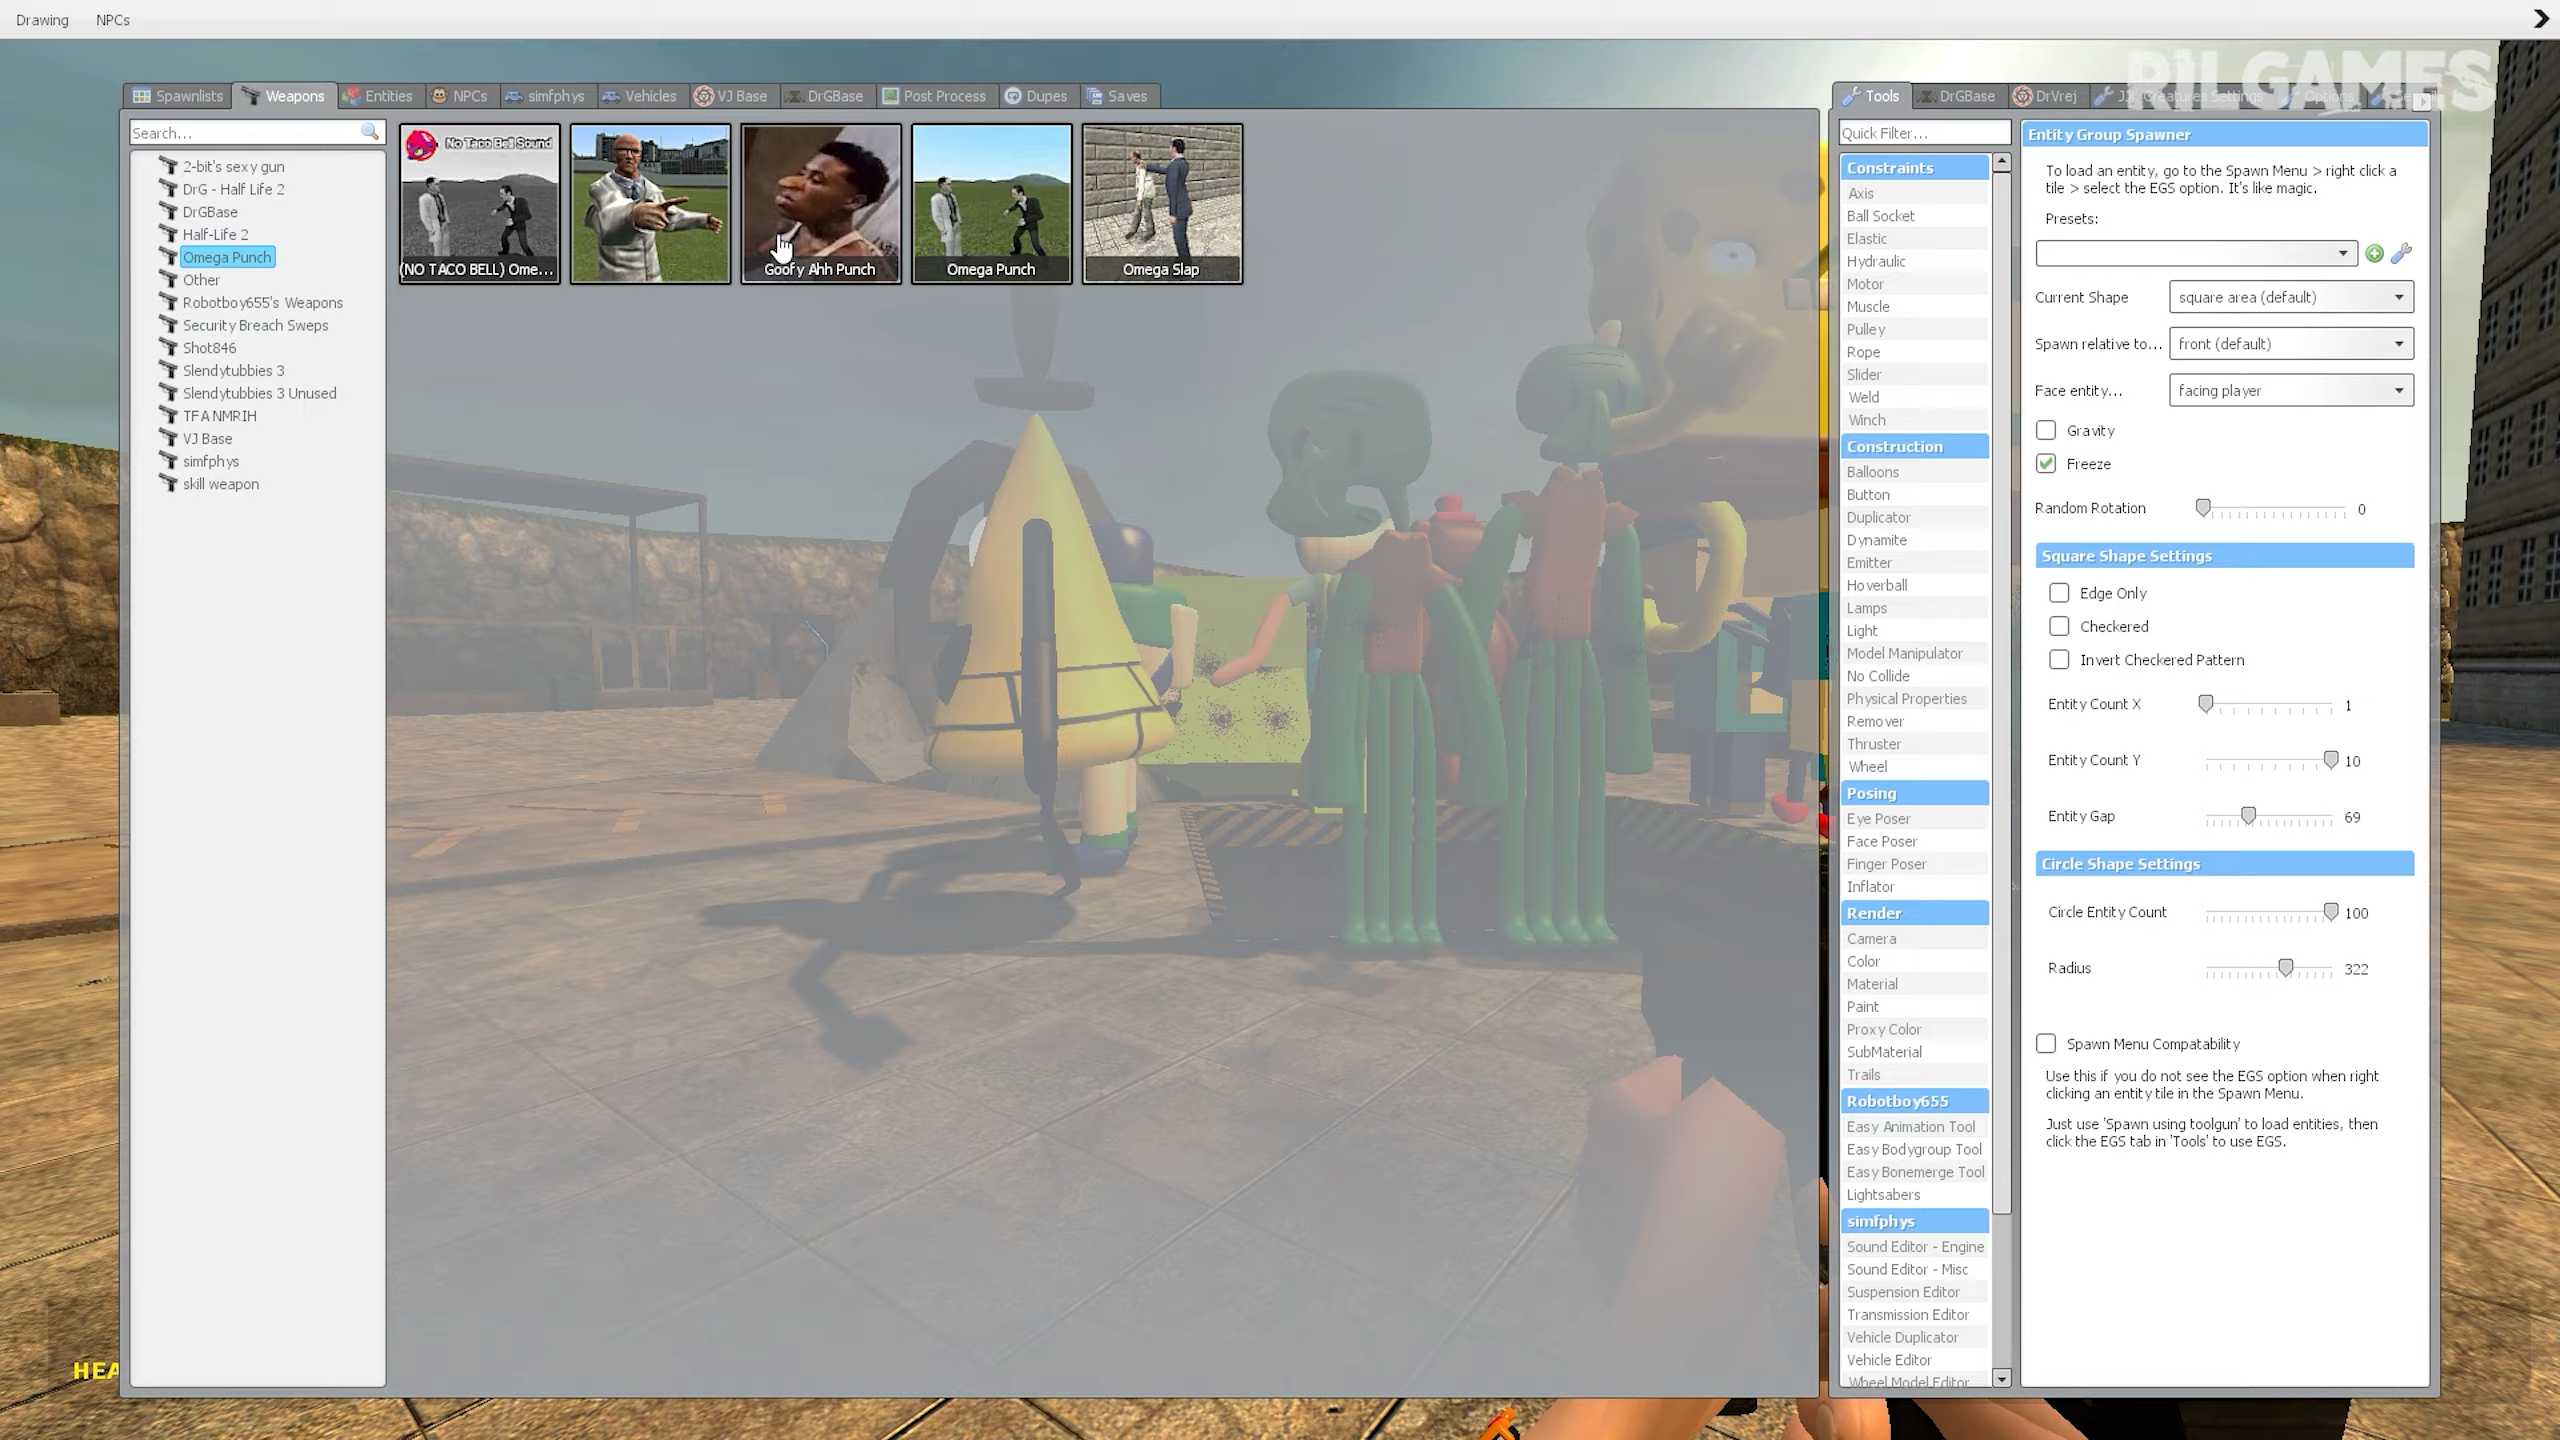 Drawing NPCs
RilGAMES
Spawnlists Weapons Entities NPCs simfphys Vehicles VJ Base DrGBase Post Process Dupes Saves
Tools DrGBase DrVrej Creatures Settings Options
Search...
2-bit's sexy gun
DrG - Half Life 2
DrGBase
Half-Life 2
Omega Punch
Other
Robotboy655's Weapons
Security Breach Sweps
Shot846
Slendytubbies 3
Slendytubbies 3 Unused
TFA NMRIH
VJ Base
simfphys
skill weapon
No Taco Bell Sound
(NO TACO BELL) Ome...
Goofy Ahh Punch
Omega Punch
Omega Slap
Quick Filter...
Constraints
Axis
Ball Socket
Elastic
Hydraulic
Motor
Muscle
Pulley
Rope
Slider
Weld
Winch
Construction
Balloons
Button
Duplicator
Dynamite
Emitter
Hoverball
Lamps
Light
Model Manipulator
No Collide
Physical Properties
Remover
Thruster
Wheel
Posing
Eye Poser
Face Poser
Finger Poser
Inflator
Render
Camera
Color
Material
Paint
Proxy Color
SubMaterial
Trails
Robotboy655
Easy Animation Tool
Easy Bodygroup Tool
Easy Bonemerge Tool
Lightsabers
simfphys
Sound Editor - Engine
Sound Editor - Misc
Suspension Editor
Transmission Editor
Vehicle Duplicator
Vehicle Editor
Wheel Model Editor
Entity Group Spawner
To load an entity, go to the Spawn Menu > right click a
tile > select the EGS option. It's like magic.
Presets:
Current Shape square area (default)
Spawn relative to... front (default)
Face entity... facing player
Gravity
Freeze
Random Rotation 0
Square Shape Settings
Edge Only
Checkered
Invert Checkered Pattern
Entity Count X 1
Entity Count Y 10
Entity Gap 69
Circle Shape Settings
Circle Entity Count 100
Radius 322
Spawn Menu Compatability
Use this if you do not see the EGS option when right
clicking an entity tile in the Spawn Menu.
Just use 'Spawn using toolgun' to load entities, then
click the EGS tab in 'Tools' to use EGS.
HEA